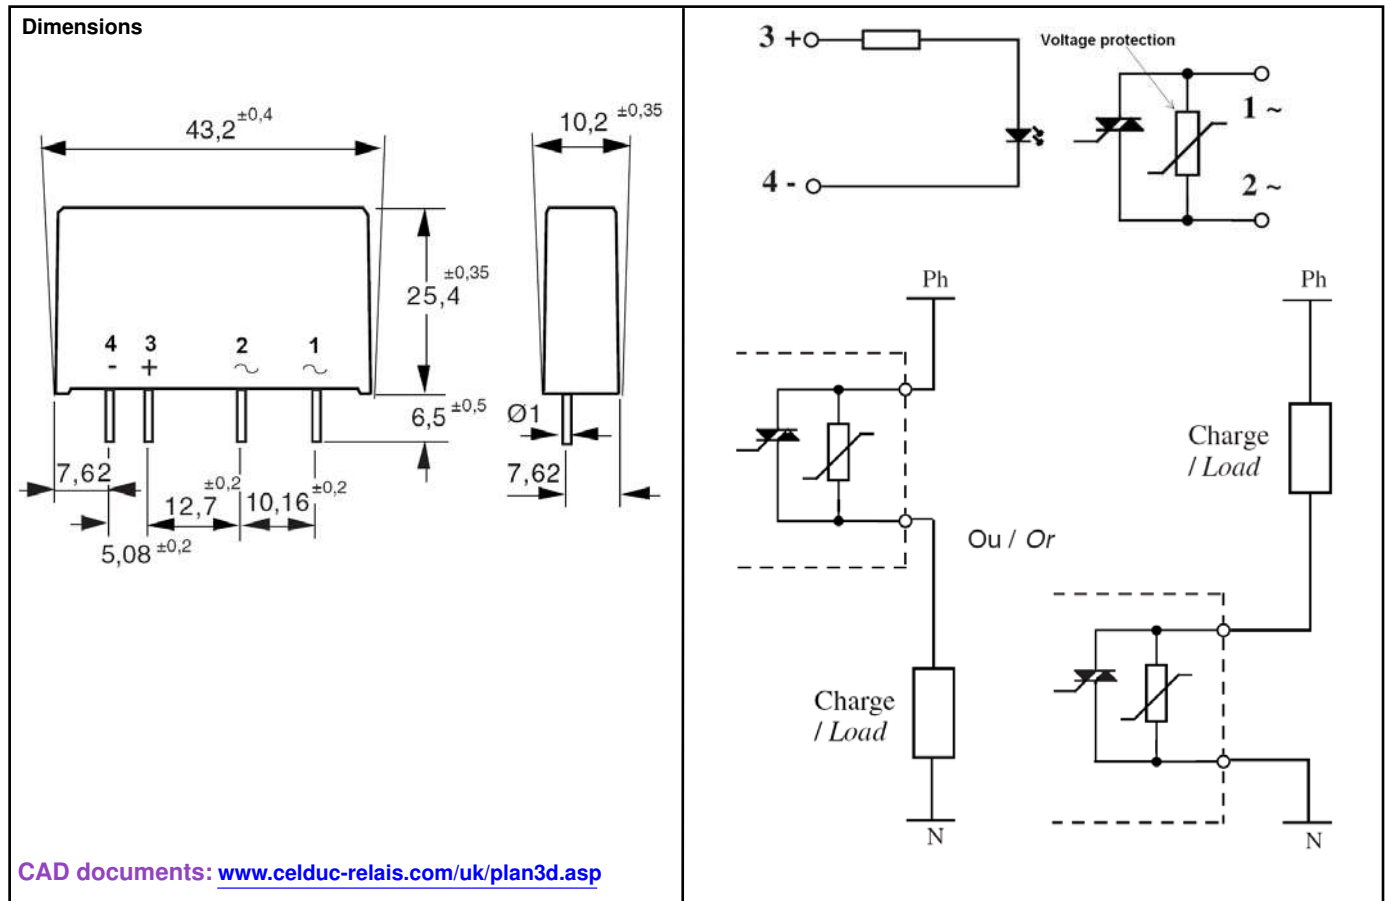 Dimensions
43,2 ±0,4
10,2 ±0,35
25,4 ±0,35
4 3 2 1
- + ~ ~
6,5 ±0,5
Ø1
7,62
7,62
12,7 ±0,2
10,16 ±0,2
5,08 ±0,2
CAD documents: www.celduc-relais.com/uk/plan3d.asp
3 +
Voltage protection
1 ~
4 -
2 ~
Ph
Ph
Charge
/ Load
Ou / Or
Charge
/ Load
N
N